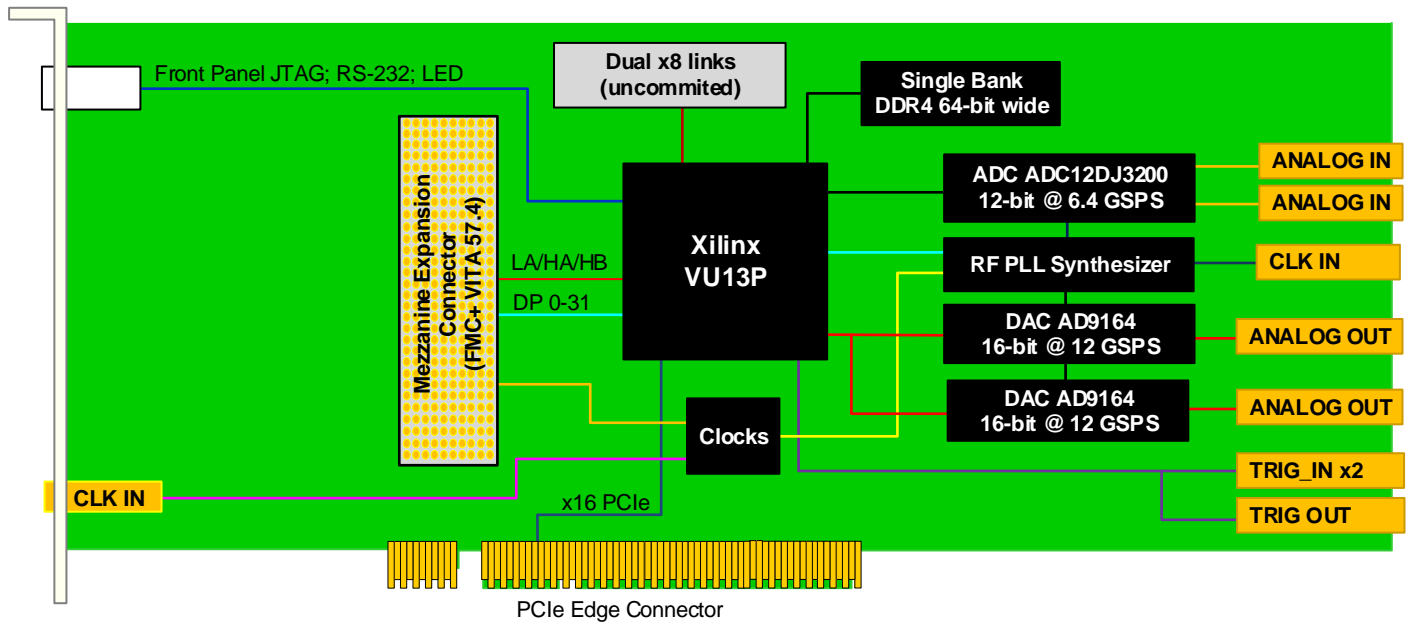 Front Panel JTAG; RS-232; LED
Dual x8 links
(uncommited)
Single Bank
DDR4 64-bit wide
Mezzanine Expansion
Connector
(FMC+ VITA 57.4)
LA/HA/HB
DP 0-31
Xilinx
VU13P
ADC ADC12DJ3200
12-bit @ 6.4 GSPS
ANALOG IN
ANALOG IN
RF PLL Synthesizer
CLK IN
DAC AD9164
16-bit @ 12 GSPS
ANALOG OUT
DAC AD9164
16-bit @ 12 GSPS
ANALOG OUT
Clocks
TRIG_IN x2
TRIG OUT
CLK IN
x16 PCIe
PCIe Edge Connector